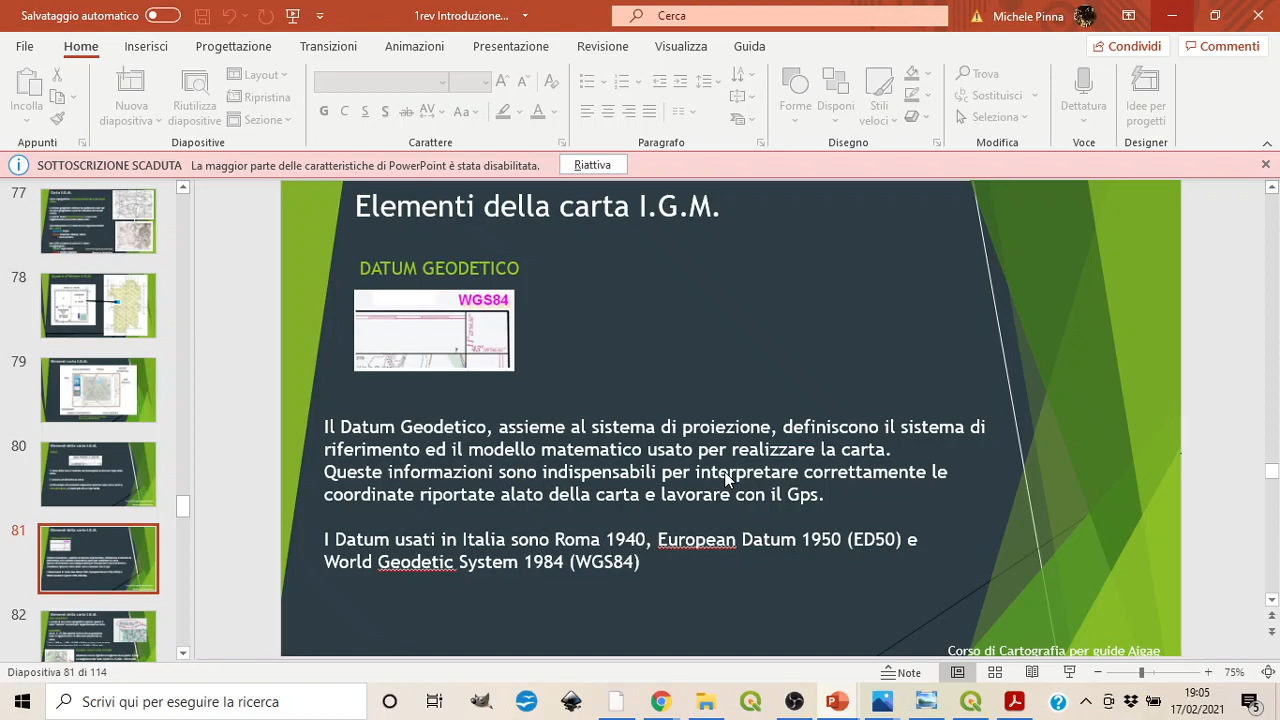 Salvataggio automatico
1rev Introduzione...
Cerca
Michele Pinna
File Home Inserisci Progettazione Transizioni Animazioni Presentazione Revisione Visualizza Guida
Condividi Commenti
Incolla
Nuova diapositiva
Riutilizza diapositive
Layout
Ripristina
Sezione
G C S S ab AV Aa A
Forme
Disponi
Stili veloci
Trova
Sostituisci
Seleziona
Dettatura
Idee per progetti
Appunti Diapositive Carattere Paragrafo Disegno Modifica Voce Designer
SOTTOSCRIZIONE SCADUTA La maggior parte delle caratteristiche di PowerPoint è stata disabilitata. Riattiva
77
78
79
80
81
82
Elementi della carta I.G.M.
DATUM GEODETICO
WGS84
Il Datum Geodetico, assieme al sistema di proiezione, definiscono il sistema di
riferimento ed il modello matematico usato per realizzare la carta.
Queste infomazioni sono indispensabili per interpretare correttamente le
coordinate riportate alato della carta e lavorare con il Gps.
I Datum usati in Italia sono Roma 1940, European Datum 1950 (ED50) e
World Geodetic System 1984 (WGS84)
Corso di Cartografia per guide Aigae
Diapositiva 81 di 114
Note
75%
Scrivi qui per eseguire la ricerca
19:05
17/02/2021
5